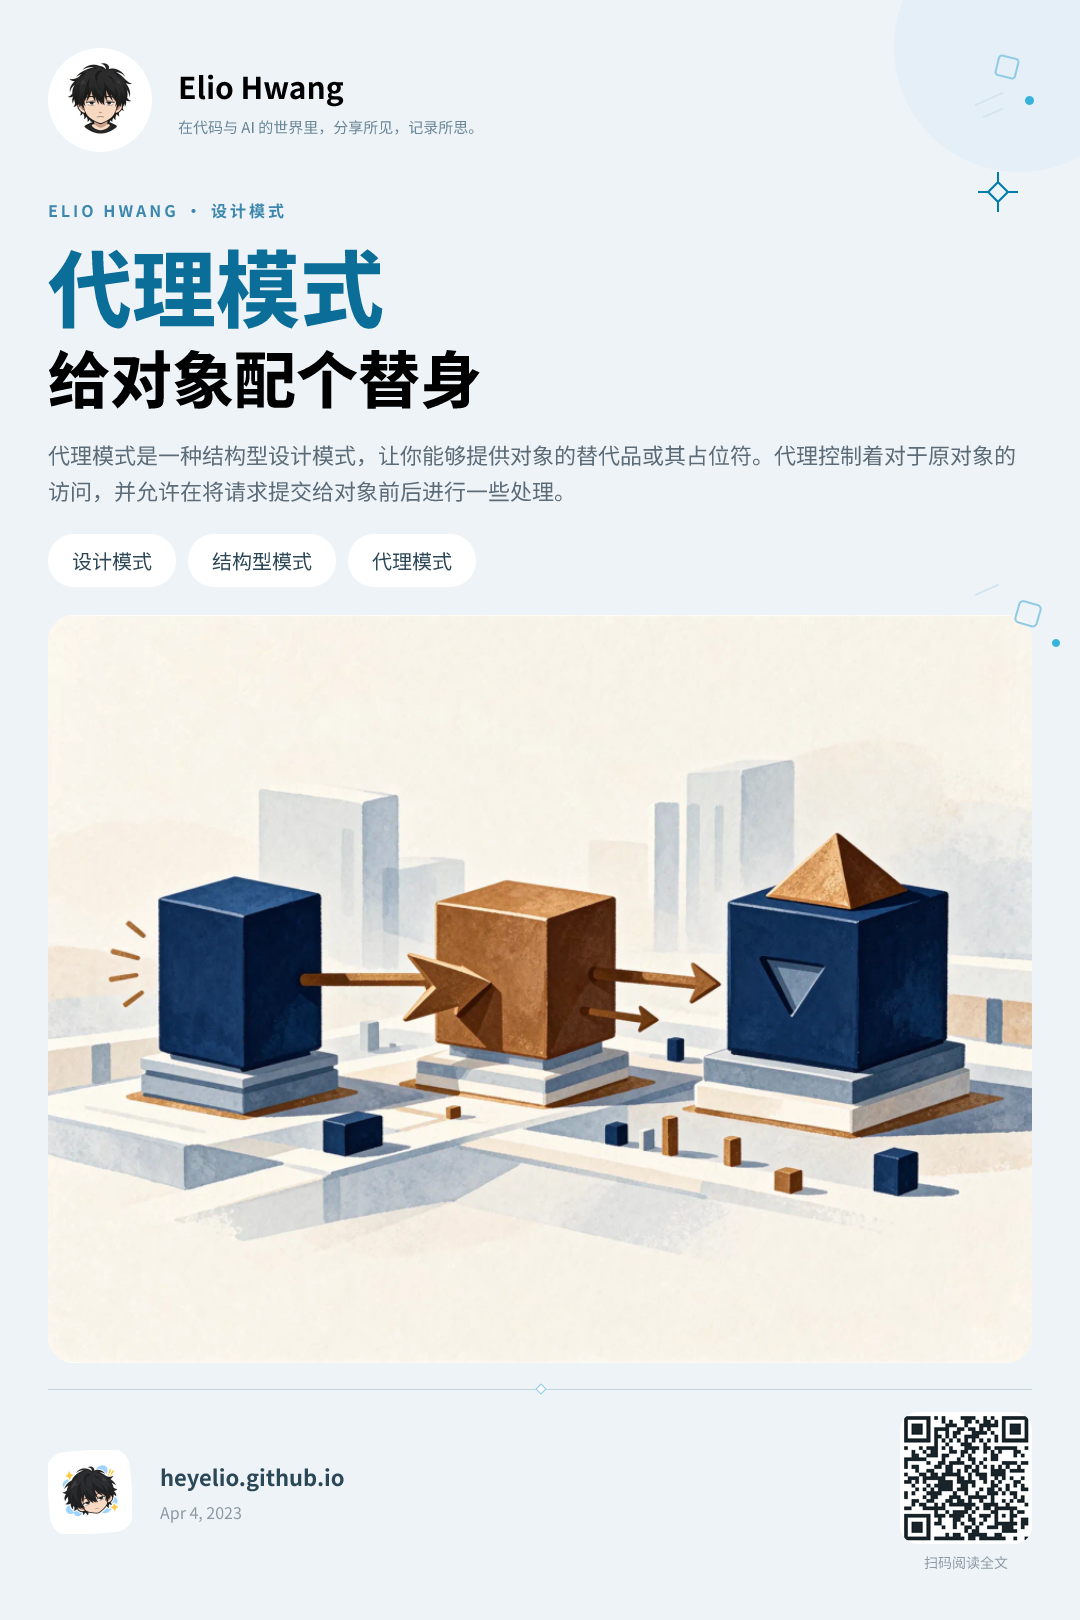 Elio Hwang
在代码与 AI 的世界里，分享所见，记录所思。
ELIO HWANG • 设计模式
代理模式
给对象配个替身
代理模式是一种结构型设计模式，让你能够提供对象的替代品或其占位符。代理控制着对于原对象的
访问，并允许在将请求提交给对象前后进行一些处理。
设计模式 结构型模式 代理模式
heyelio.github.io
Apr 4, 2023
扫码阅读全文